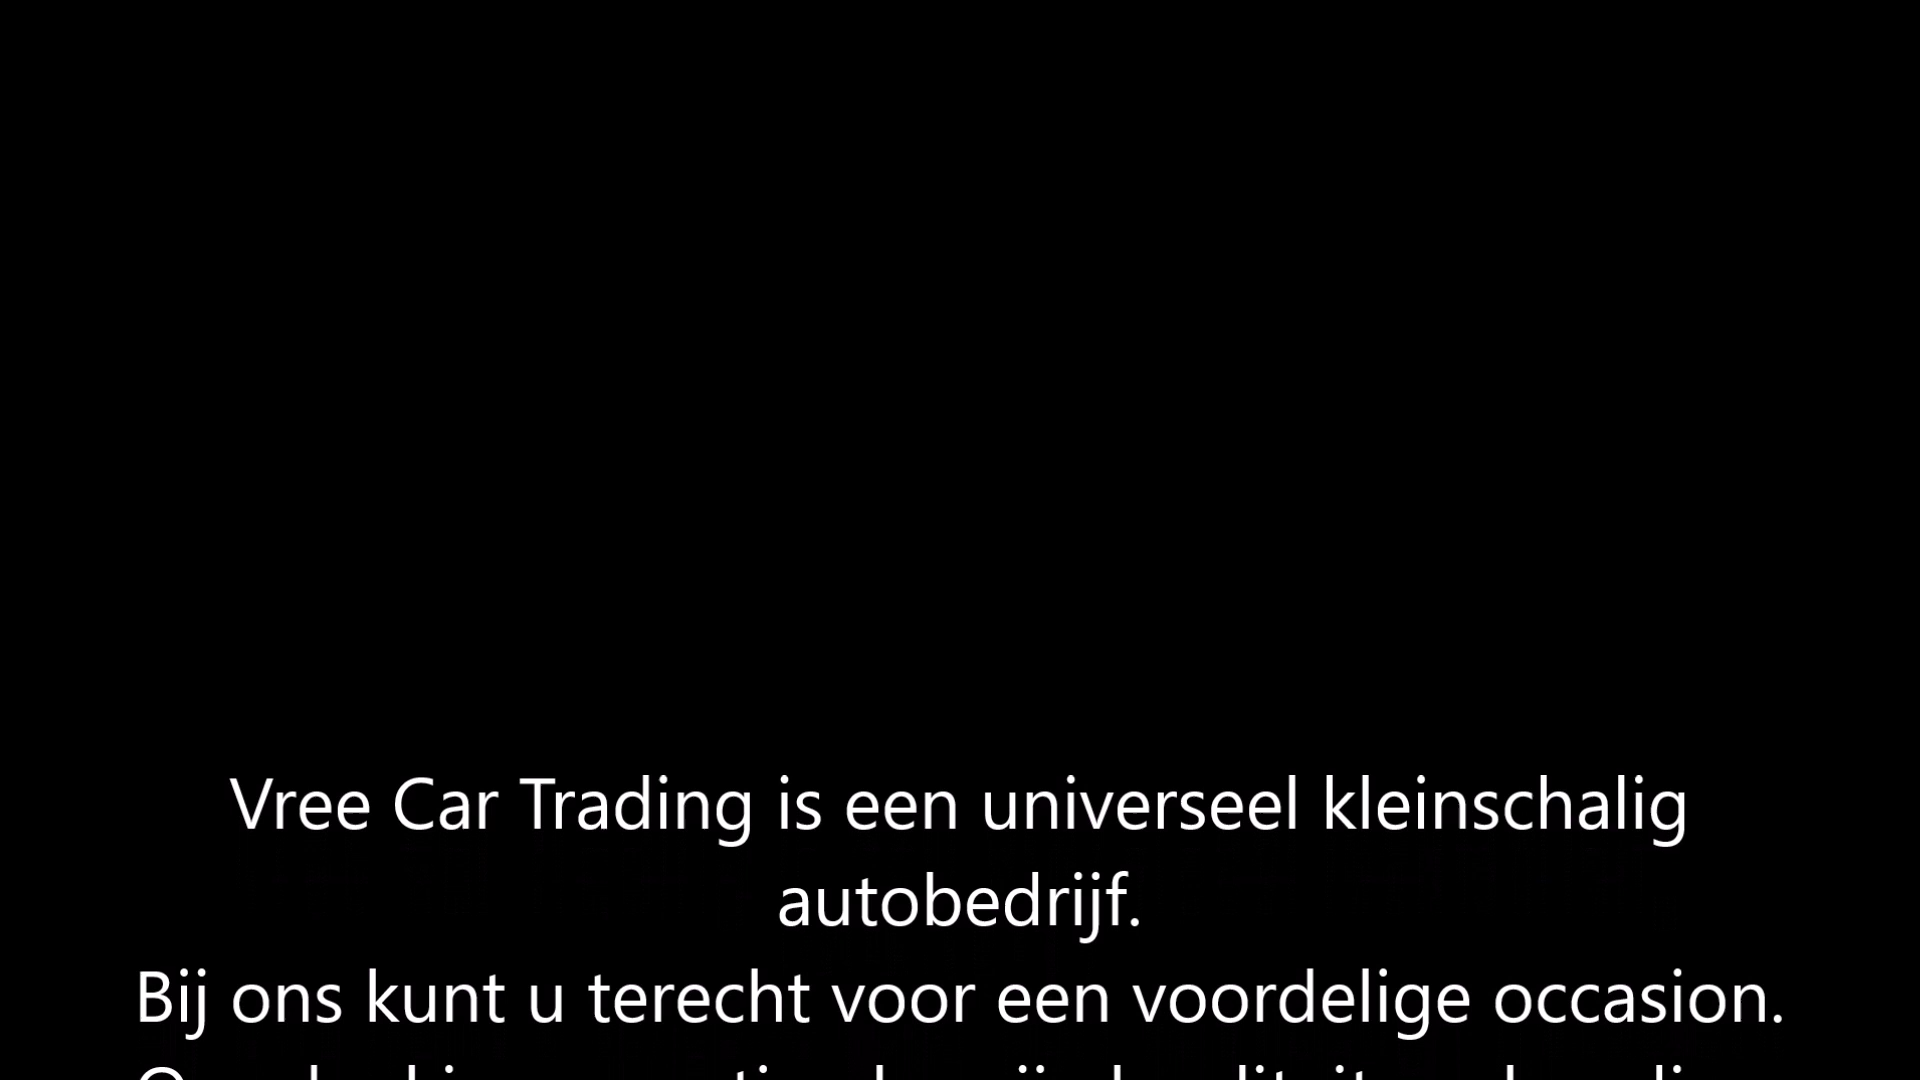 Vree Car Trading is een universeel kleinschalig
autobedrijf.
Bij ons kunt u terecht voor een voordelige occasion.